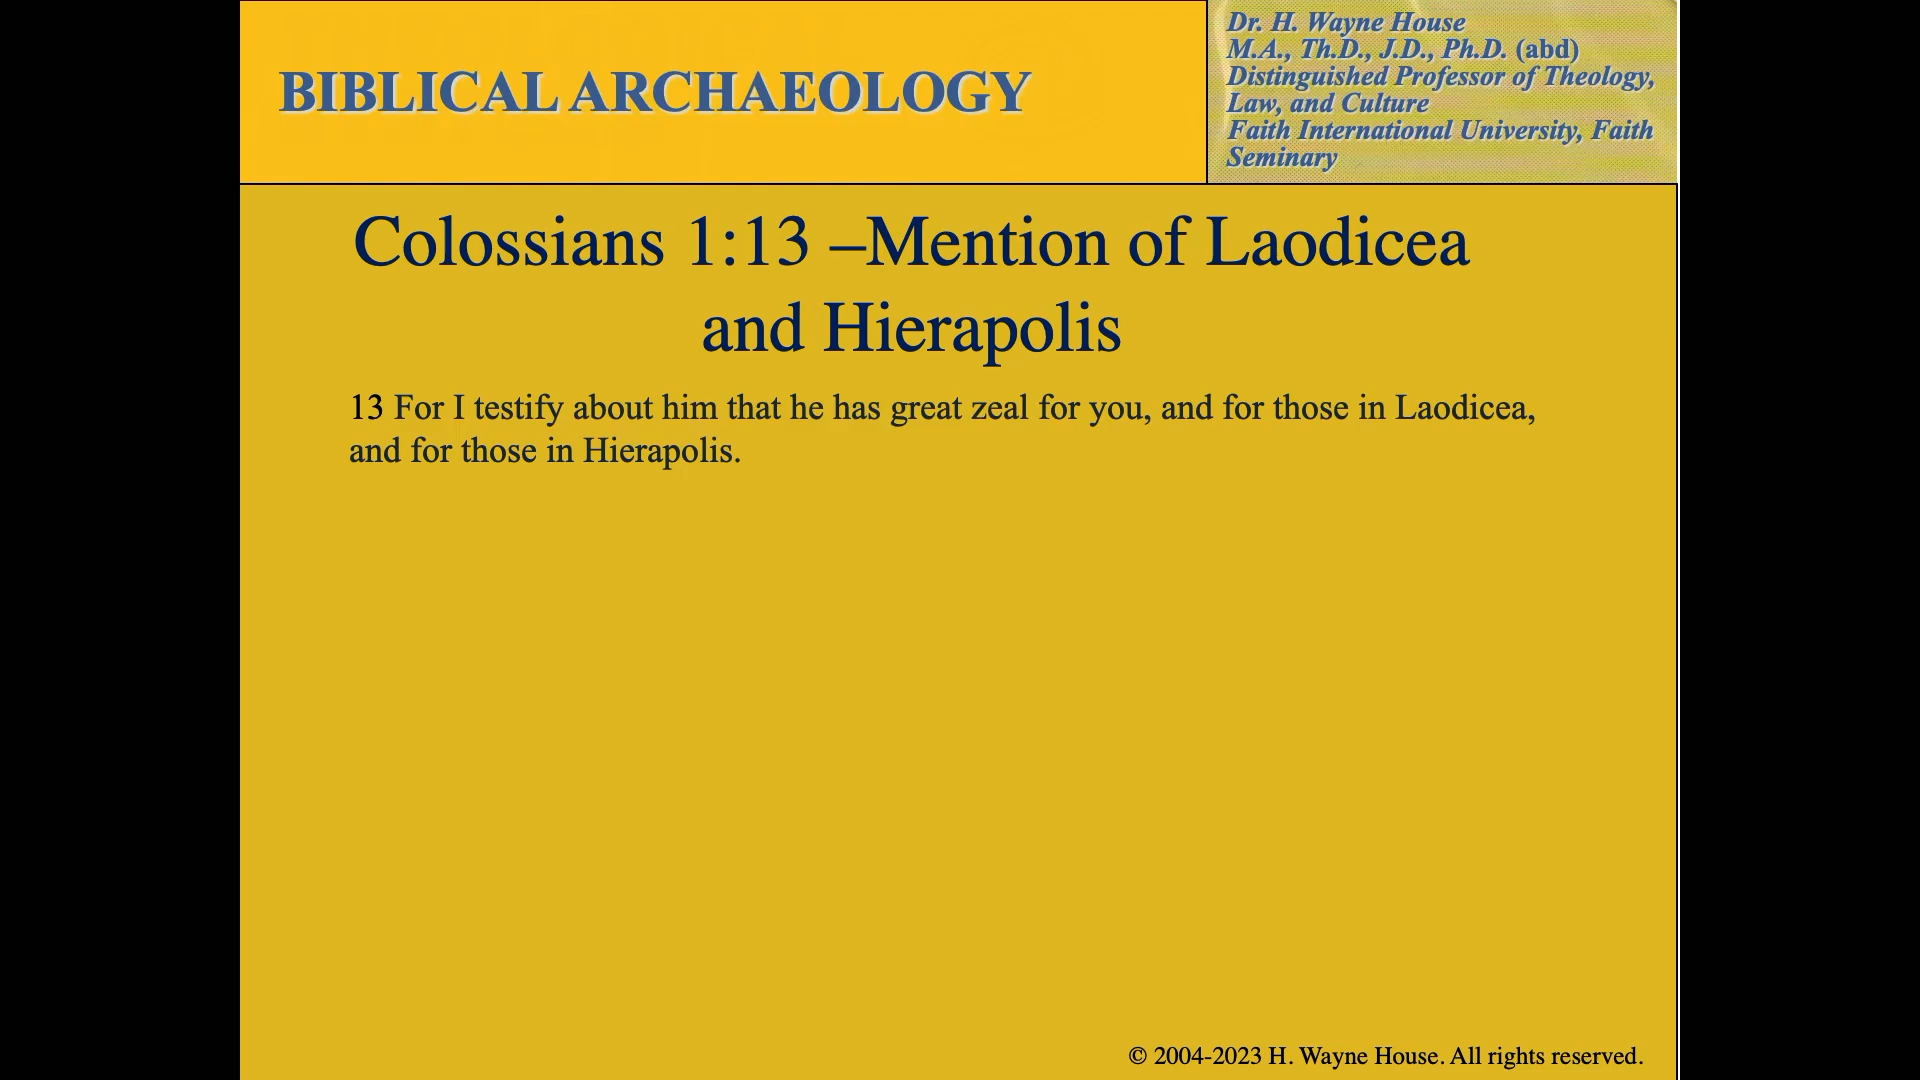 BIBLICAL ARCHAEOLOGY
Dr. H. Wayne House
M.A., Th.D., J.D., Ph.D. (abd)
Distinguished Professor of Theology,
Law, and Culture
Faith International University, Faith
Seminary
Colossians 1:13 –Mention of Laodicea
and Hierapolis
13 For I testify about him that he has great zeal for you, and for those in Laodicea,
and for those in Hierapolis.
© 2004-2023 H. Wayne House. All rights reserved.